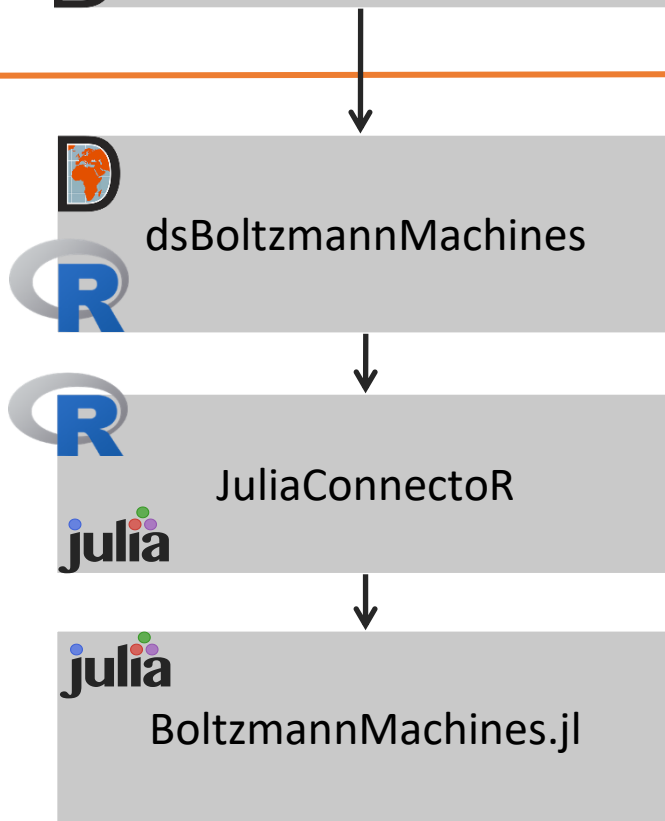 D
dsBoltzmannMachines
R
R
JuliaConnectoR
julia
julia
BoltzmannMachines.jl